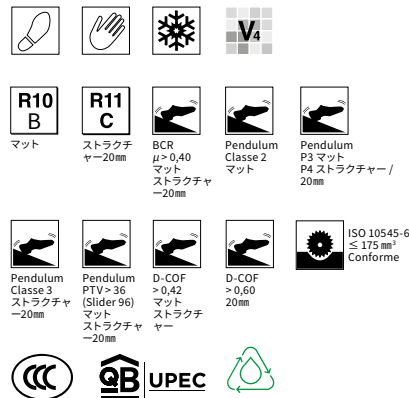 V4
R10
B
マット
R11
C
ストラクチ
ャー20㎜
BCR
μ > 0,40
マット
ストラクチャ
ー20㎜
Pendulum
Classe 2
マット
Pendulum
P3 マット
P4 ストラクチャー /
20㎜
Pendulum
Classe 3
ストラクチャ
ー20㎜
Pendulum
PTV > 36
(Slider 96)
マット
ストラクチャ
ー20㎜
D-COF
> 0,42
マット
ストラクチ
ャー
D-COF
> 0,60
20㎜
ISO 10545-6
≤ 175 ㎜³
Conforme
CCC
QB UPEC